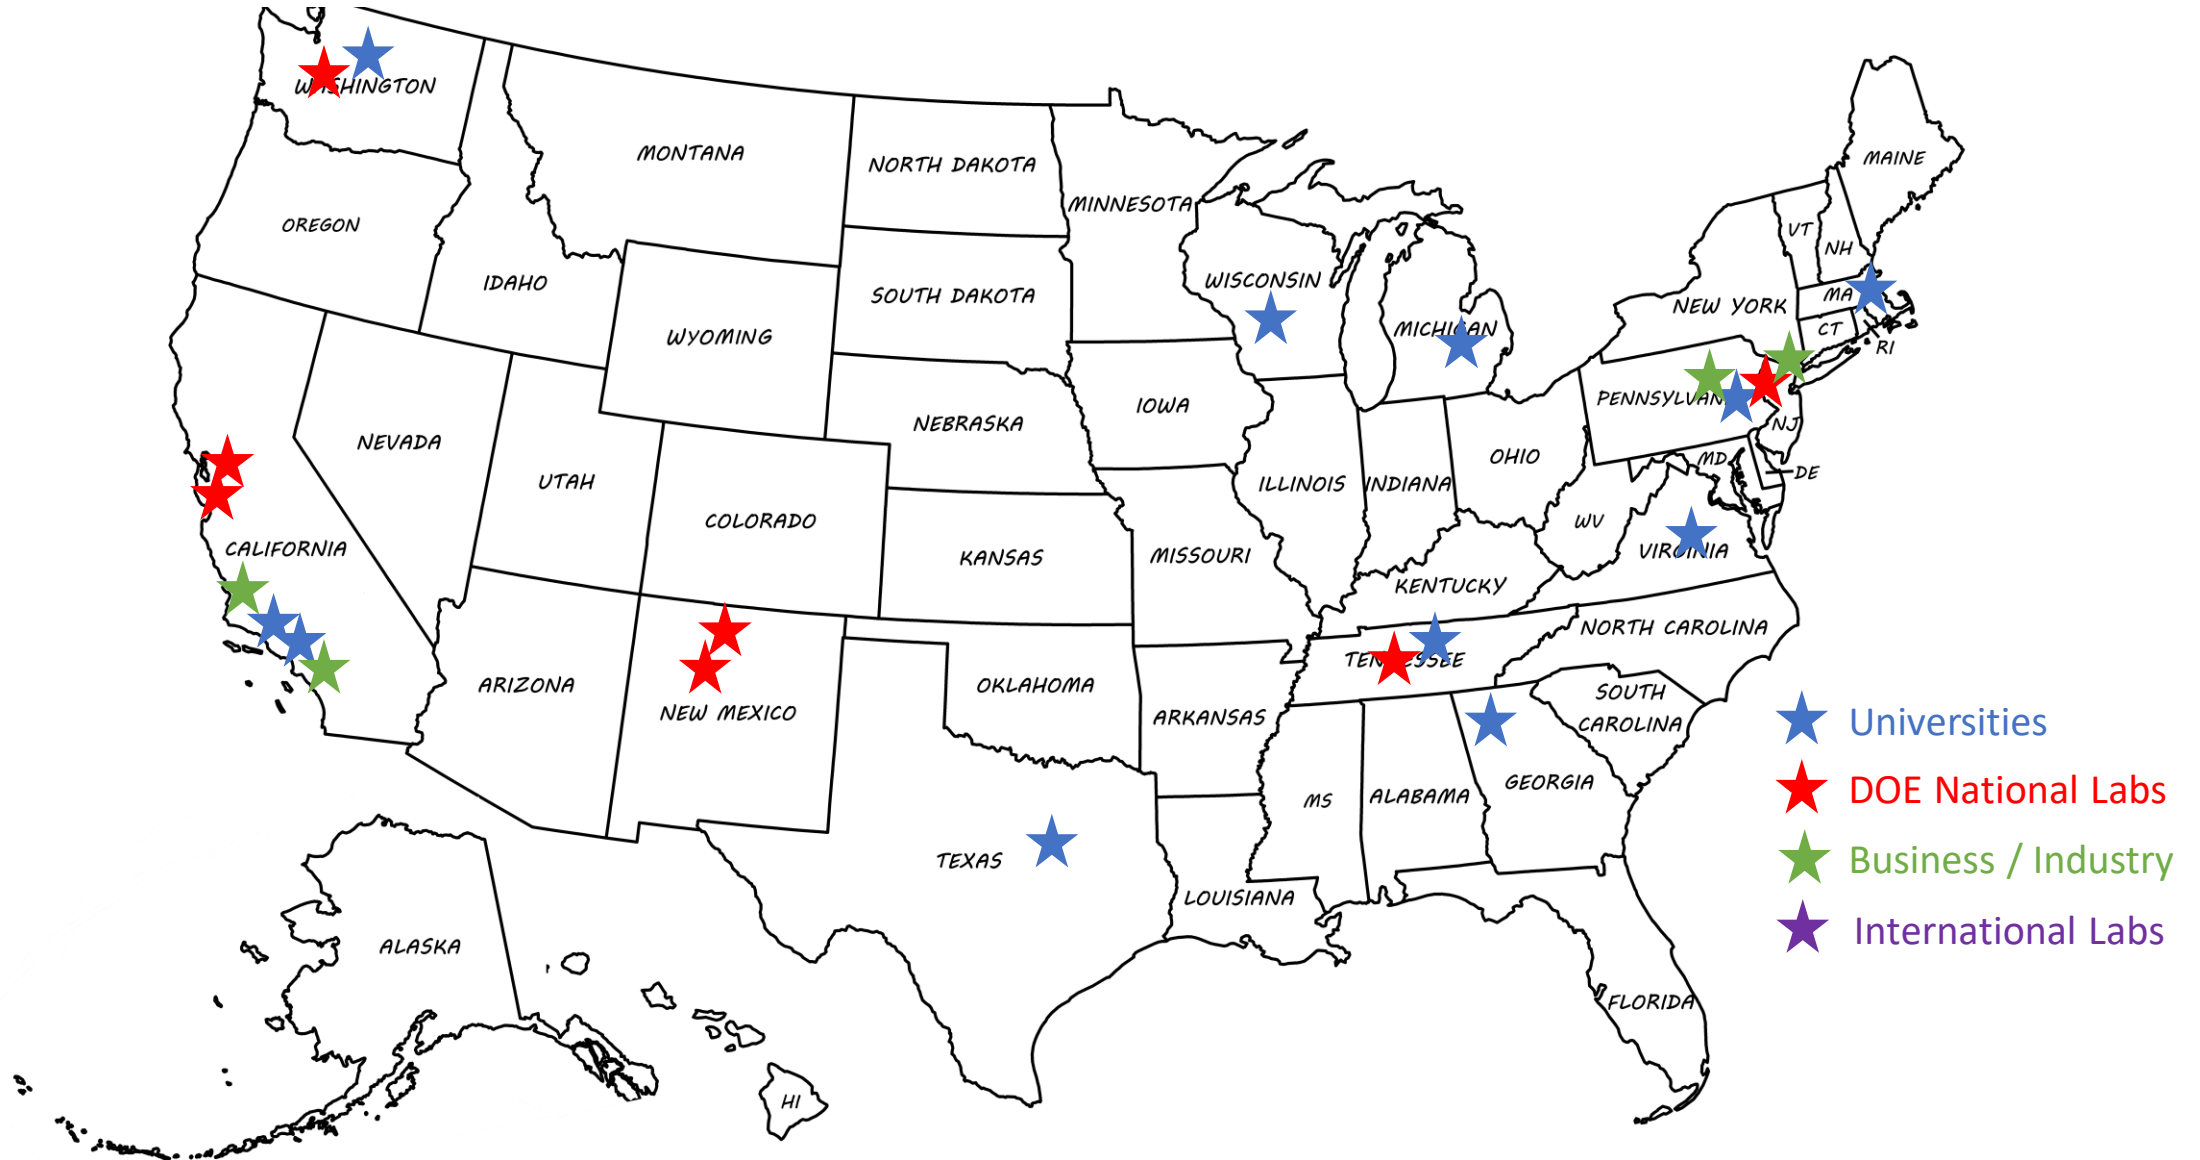 WASHINGTON
MONTANA
NORTH DAKOTA
MINNESOTA
MAINE
OREGON
IDAHO
SOUTH DAKOTA
WISCONSIN
VT
NH
WYOMING
MICHIGAN
NEW YORK
MA
CT
RI
NEVADA
UTAH
COLORADO
NEBRASKA
IOWA
ILLINOIS
INDIANA
OHIO
PENNSYLVAN
NJ
MD
DE
CALIFORNIA
KANSAS
MISSOURI
KENTUCKY
WV
VIRGINIA
ARIZONA
NEW MEXICO
OKLAHOMA
ARKANSAS
TENNESSEE
NORTH CAROLINA
SOUTH
CAROLINA
TEXAS
LOUISIANA
MS
ALABAMA
GEORGIA
FLORIDA
ALASKA
HI
Universities
DOE National Labs
Business / Industry
International Labs